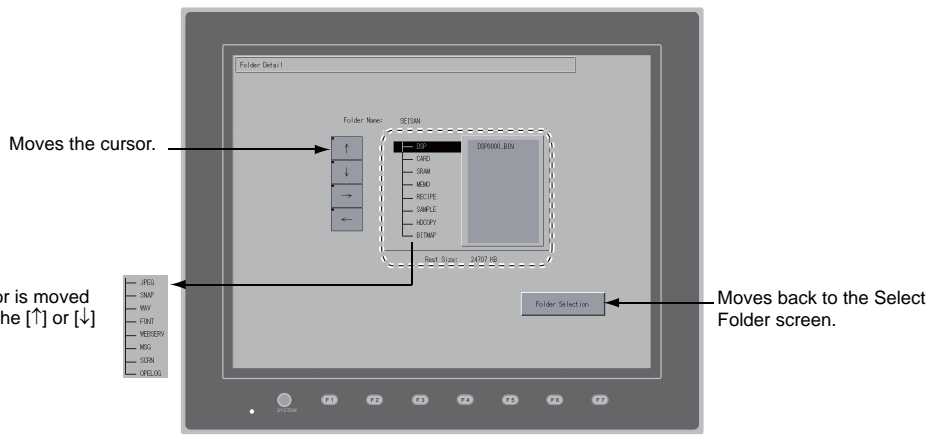 Folder Detail
Folder Name: SEISAN
Moves the cursor.
↑
↓
→
←
DSP
CARD
SRAM
MEMO
RECIPE
SAMPLE
HDCOPY
BITMAP
DSP0000.BIN
Rest Size: 24707 KB
or is moved
he [↑] or [↓]
JPEG
SNAP
WAV
FONT
WEBSERV
MSG
SCRN
OPELOG
Folder Selection
Moves back to the Select
Folder screen.
SYSTEM
F1 F2 F3 F4 F5 F6 F7